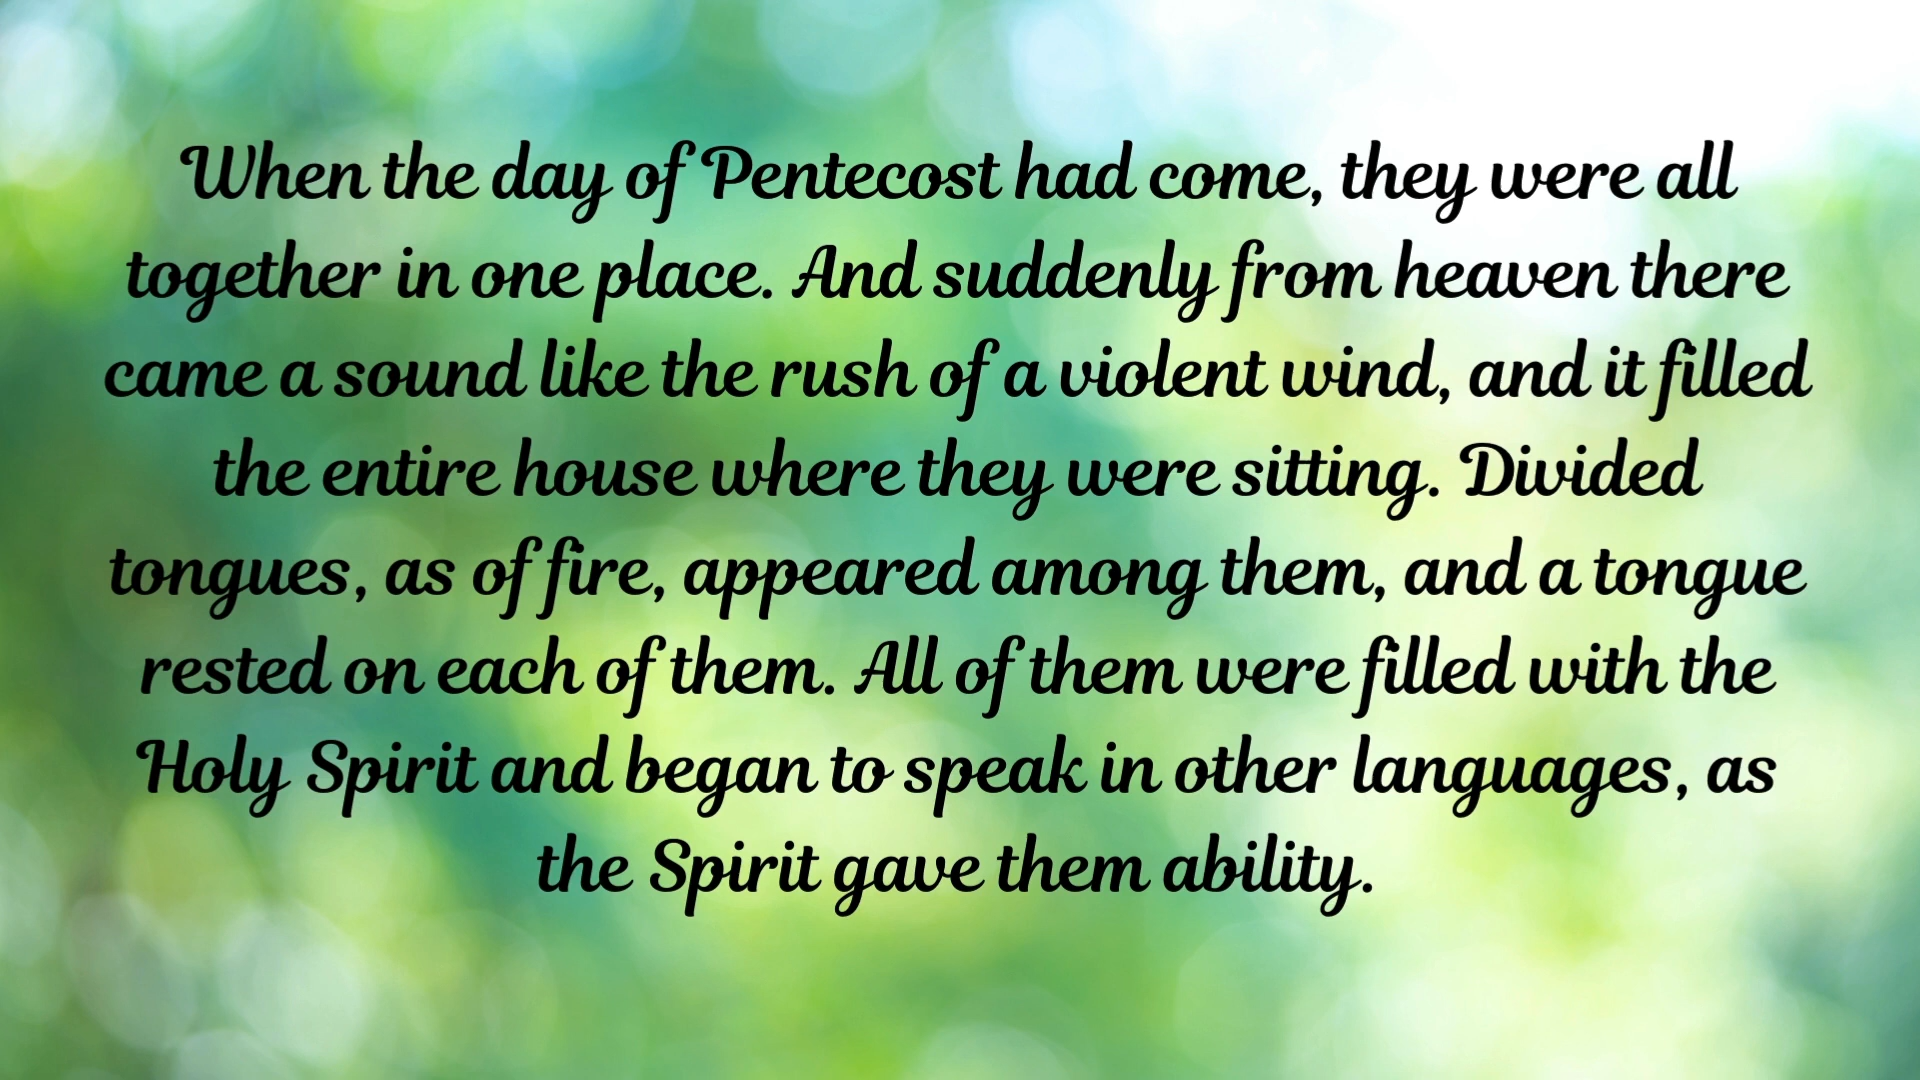 When the day of Pentecost had come, they were all
together in one place. And suddenly from heaven there
came a sound like the rush of a violent wind, and it filled
the entire house where they were sitting. Divided
tongues, as of fire, appeared among them, and a tongue
rested on each of them. All of them were filled with the
Holy Spirit and began to speak in other languages, as
the Spirit gave them ability.